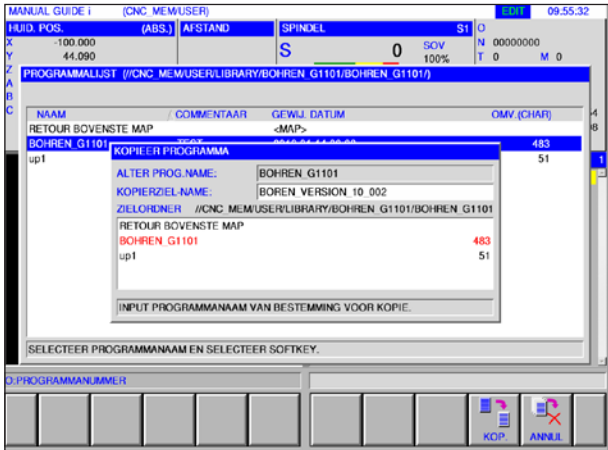 MANUAL GUIDE i (CNC_MEM/USER) EDIT 09:55:32
HUID. POS. (ABS.) AFSTAND SPINDEL S1 O
X -100.000 N 00000000
Y 44.090 S 0 SOV 100% T 0 M 0
Z PROGRAMMALIJST (//CNC_MEM/USER/LIBRARY/BOHREN_G1101/BOHREN_G1101/)
A
B
C
NAAM / COMMENTAAR GEWIJ. DATUM OMV.(CHAR)
RETOUR BOVENSTE MAP <MAP>
BOHREN_G1101 483
up1 51
1
KOPIEER PROGRAMMA
ALTER PROG.NAME: BOHREN_G1101
KOPIERZIEL-NAME: BOREN_VERSION_10_002
ZIELORDNER //CNC_MEM/USER/LIBRARY/BOHREN_G1101/BOHREN_G1101
RETOUR BOVENSTE MAP
BOHREN_G1101 483
up1 51
INPUT PROGRAMMANAAM VAN BESTEMMING VOOR KOPIE.
SELECTEER PROGRAMMANAAM EN SELECTEER SOFTKEY.
O:PROGRAMMANUMMER
KOP. ANNUL